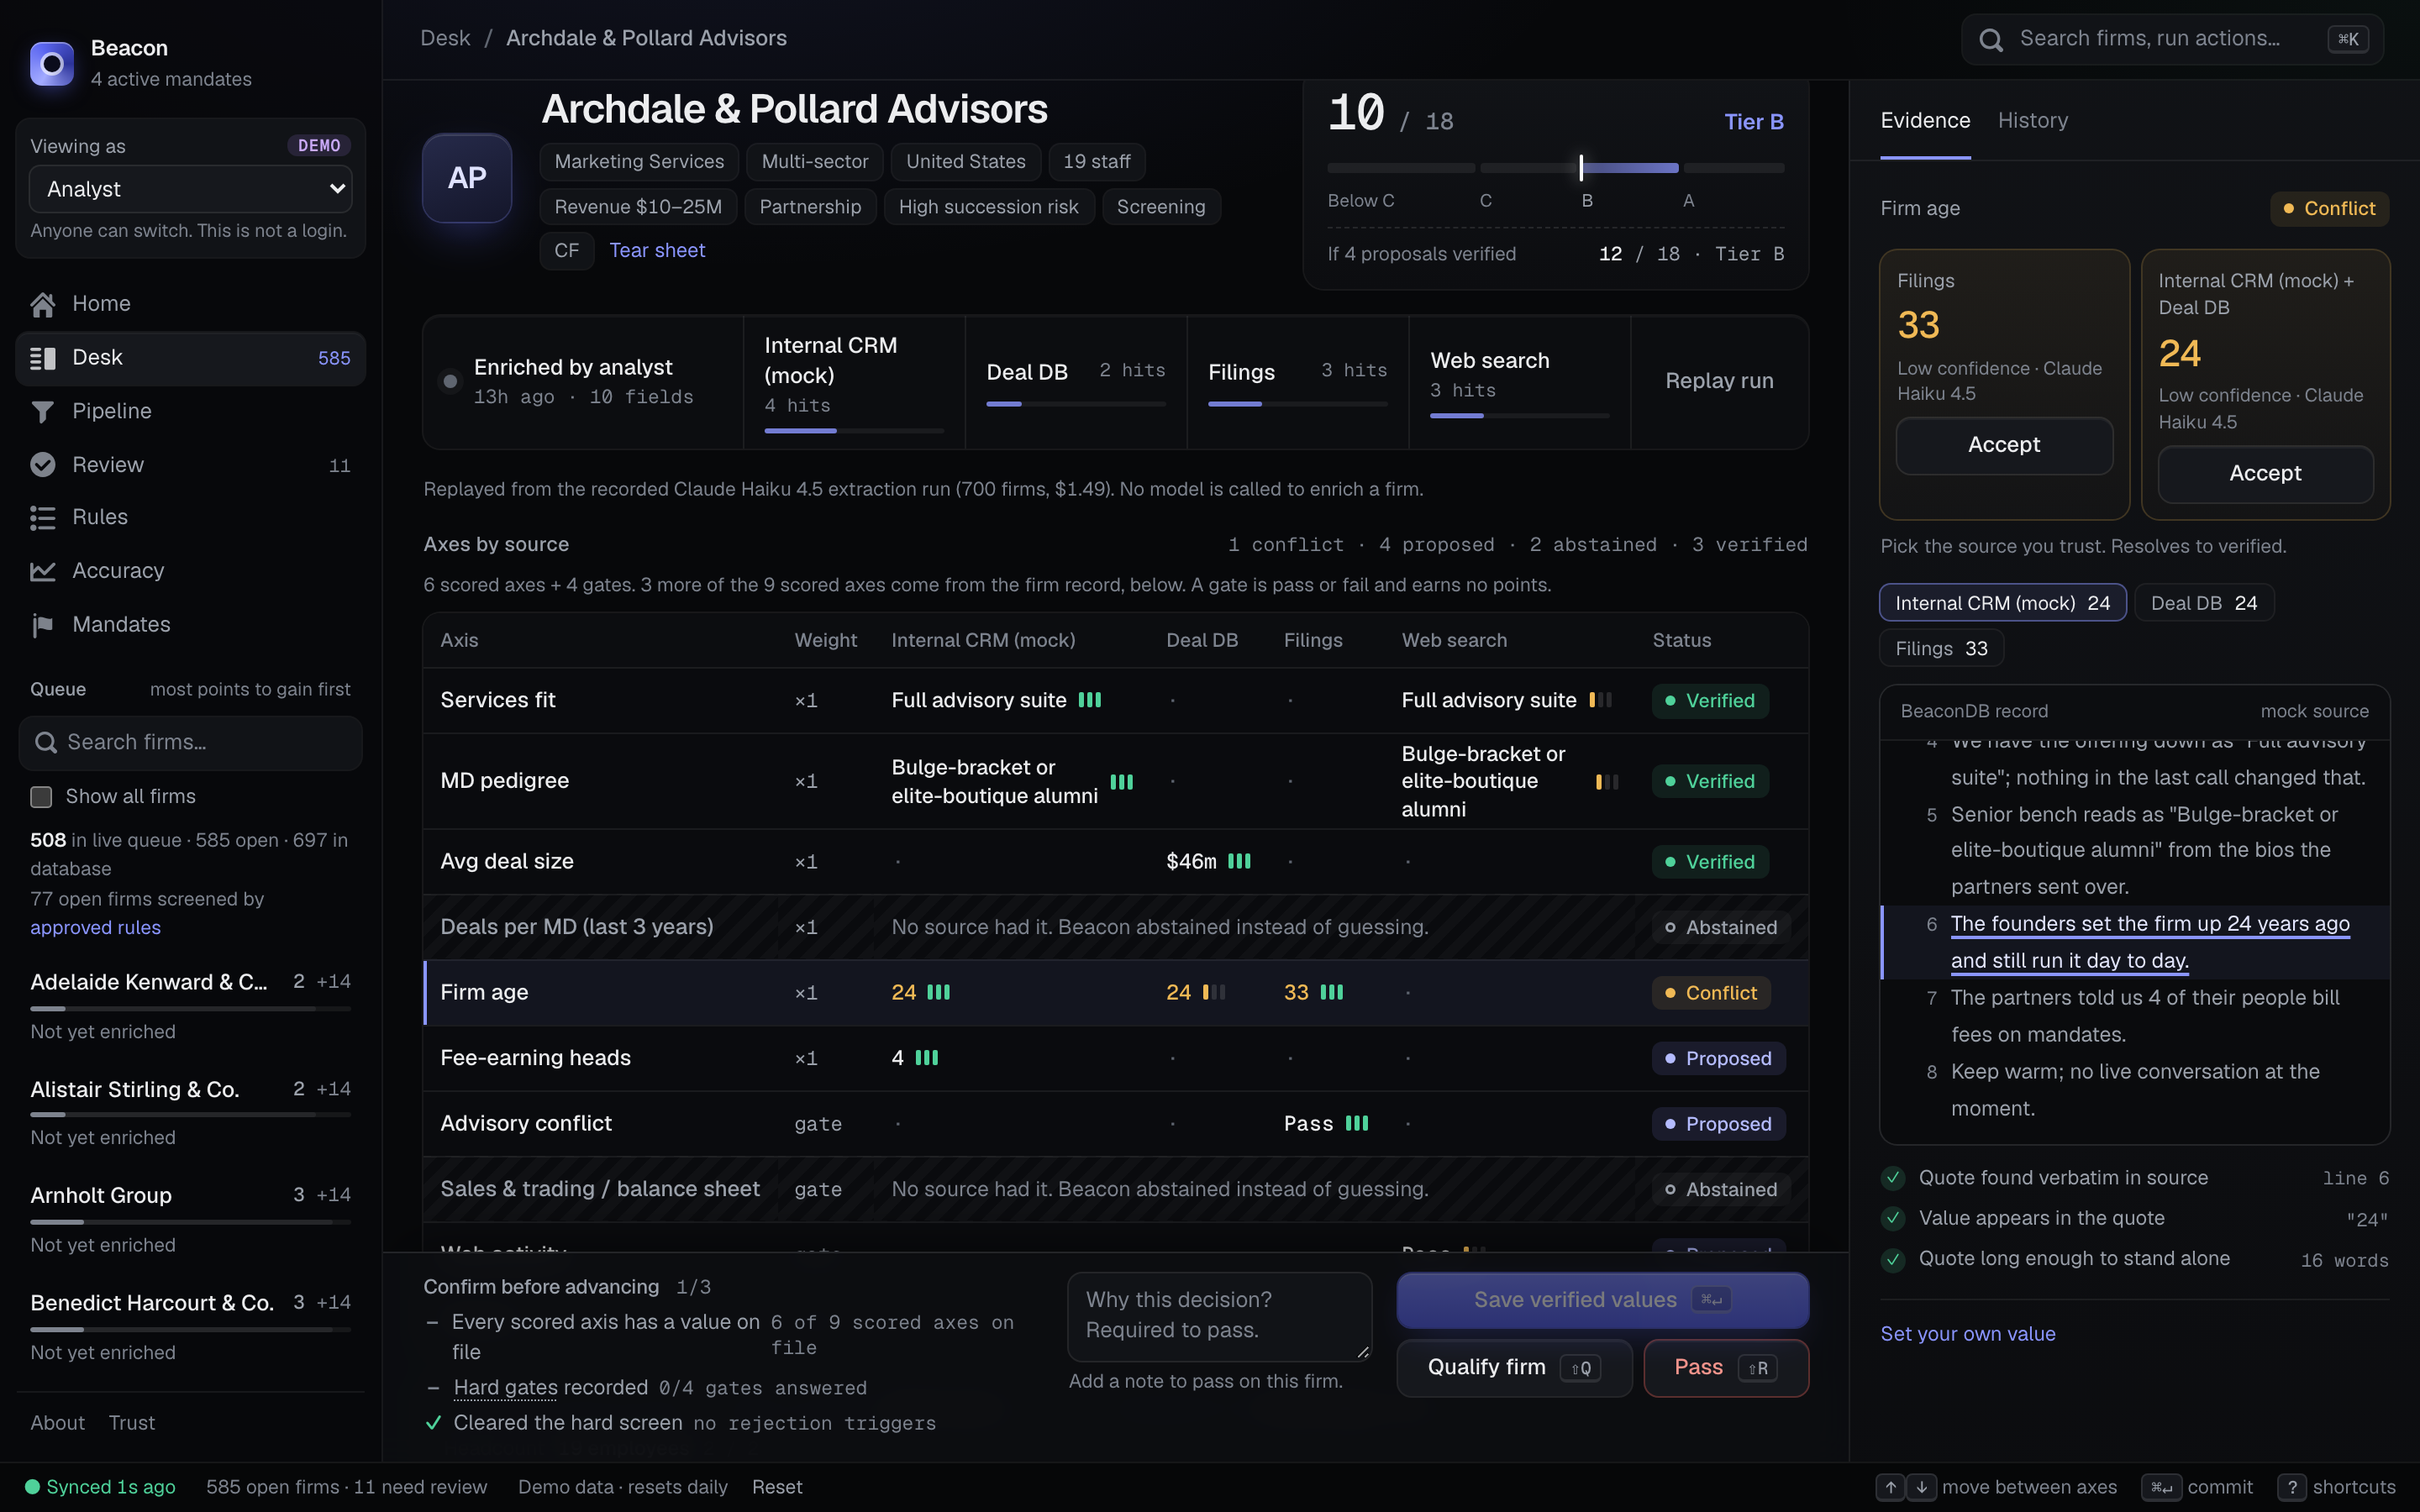 Beacon
4 active mandates
Viewing as
DEMO
Analyst
Anyone can switch. This is not a login.
Home
Desk 585
Pipeline
Review 11
Rules
Accuracy
Mandates
Queue most points to gain first
Search firms...
Show all firms
508 in live queue · 585 open · 697 in
database
77 open firms screened by
approved rules
Adelaide Kenward & C... 2 +14
Not yet enriched
Alistair Stirling & Co. 2 +14
Not yet enriched
Arnholt Group 3 +14
Not yet enriched
Benedict Harcourt & Co. 3 +14
Not yet enriched
About Trust
Desk / Archdale & Pollard Advisors
Search firms, run actions... ⌘K
AP
Archdale & Pollard Advisors
Marketing Services Multi-sector United States 19 staff
Revenue $10–25M Partnership High succession risk Screening
CF Tear sheet
10 / 18 Tier B
Below C C B A
If 4 proposals verified 12 / 18 · Tier B
Enriched by analyst
13h ago · 10 fields
Internal CRM
(mock)
4 hits
Deal DB 2 hits
Filings 3 hits
Web search
3 hits
Replay run
Replayed from the recorded Claude Haiku 4.5 extraction run (700 firms, $1.49). No model is called to enrich a firm.
Axes by source 1 conflict · 4 proposed · 2 abstained · 3 verified
6 scored axes + 4 gates. 3 more of the 9 scored axes come from the firm record, below. A gate is pass or fail and earns no points.
Axis Weight Internal CRM (mock) Deal DB Filings Web search Status
Services fit ×1 Full advisory suite · · Full advisory suite Verified
MD pedigree ×1 Bulge-bracket or
elite-boutique alumni · · Bulge-bracket or
elite-boutique
alumni Verified
Avg deal size ×1 · $46m · · Verified
Deals per MD (last 3 years) ×1 No source had it. Beacon abstained instead of guessing. Abstained
Firm age ×1 24 24 33 · Conflict
Fee-earning heads ×1 4 · · · Proposed
Advisory conflict gate · · Pass · Proposed
Sales & trading / balance sheet gate No source had it. Beacon abstained instead of guessing. Abstained
Web activity gate Pass Proposed
Confirm before advancing 1/3
– Every scored axis has a value on
file 6 of 9 scored axes on
file
– Hard gates recorded 0/4 gates answered
✓ Cleared the hard screen no rejection triggers
Why this decision?
Required to pass.
Add a note to pass on this firm.
Save verified values ⌘↵
Qualify firm ⇧Q
Pass ⇧R
Evidence History
Firm age Conflict
Filings
33
Low confidence · Claude
Haiku 4.5
Accept
Internal CRM (mock) +
Deal DB
24
Low confidence · Claude
Haiku 4.5
Accept
Pick the source you trust. Resolves to verified.
Internal CRM (mock) 24 Deal DB 24
Filings 33
BeaconDB record mock source
4 We have the offering down as "Full advisory
suite"; nothing in the last call changed that.
5 Senior bench reads as "Bulge-bracket or
elite-boutique alumni" from the bios the
partners sent over.
6 The founders set the firm up 24 years ago
and still run it day to day.
7 The partners told us 4 of their people bill
fees on mandates.
8 Keep warm; no live conversation at the
moment.
✓ Quote found verbatim in source line 6
✓ Value appears in the quote "24"
✓ Quote long enough to stand alone 16 words
Set your own value
Synced 1s ago 585 open firms · 11 need review Demo data · resets daily Reset
↑ ↓ move between axes ⌘↵ commit ? shortcuts